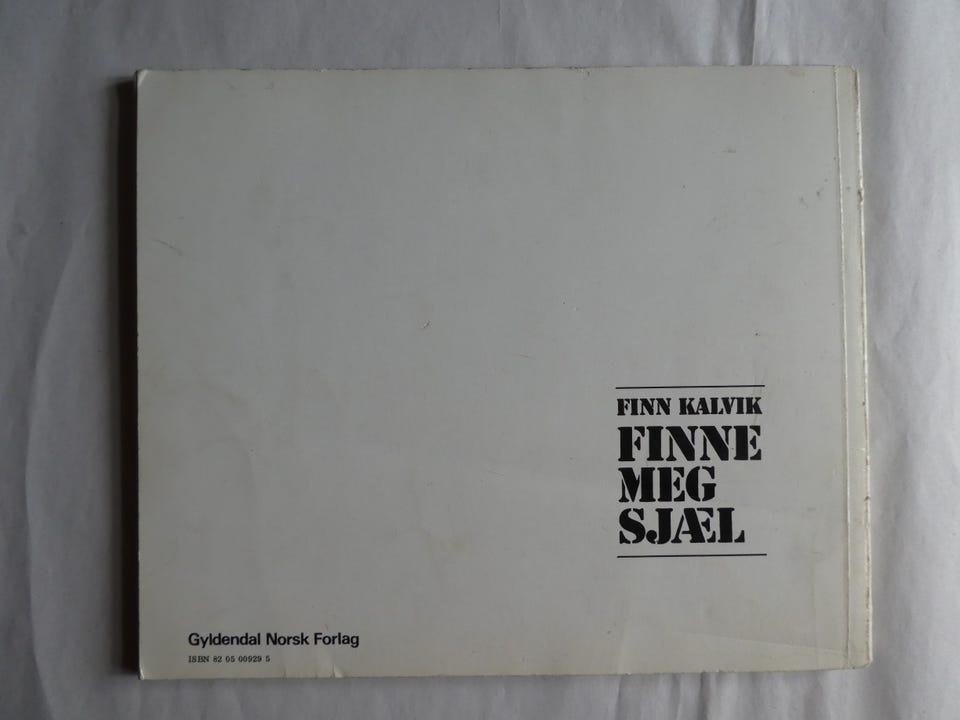 FINN KALVIK
FINNE
MEG
SJÆL
Gyldendal Norsk Forlag
ISBN 82 05 00929 5